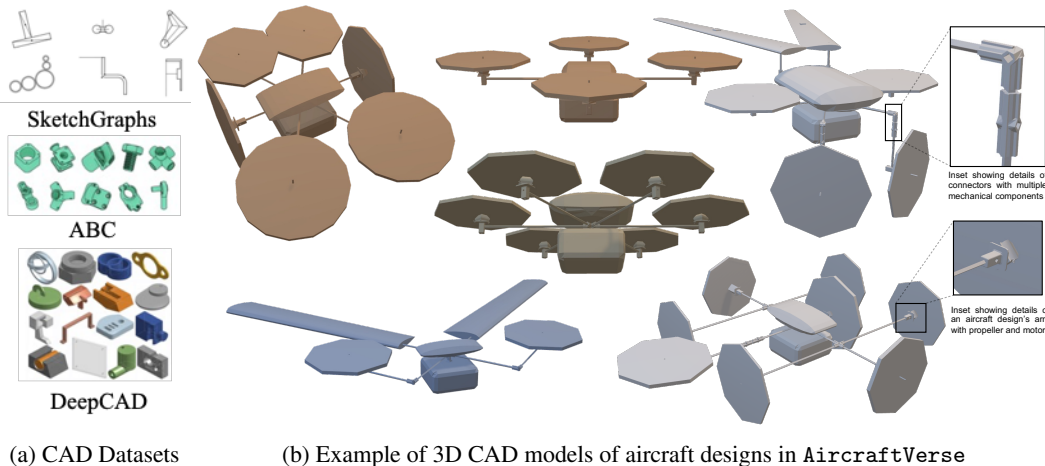 SketchGraphs
ABC
DeepCAD
Inset showing details of
connectors with multiple
mechanical components
Inset showing details
an aircraft design's arm
with propeller and motor
(a) CAD Datasets
(b) Example of 3D CAD models of aircraft designs in AircraftVerse